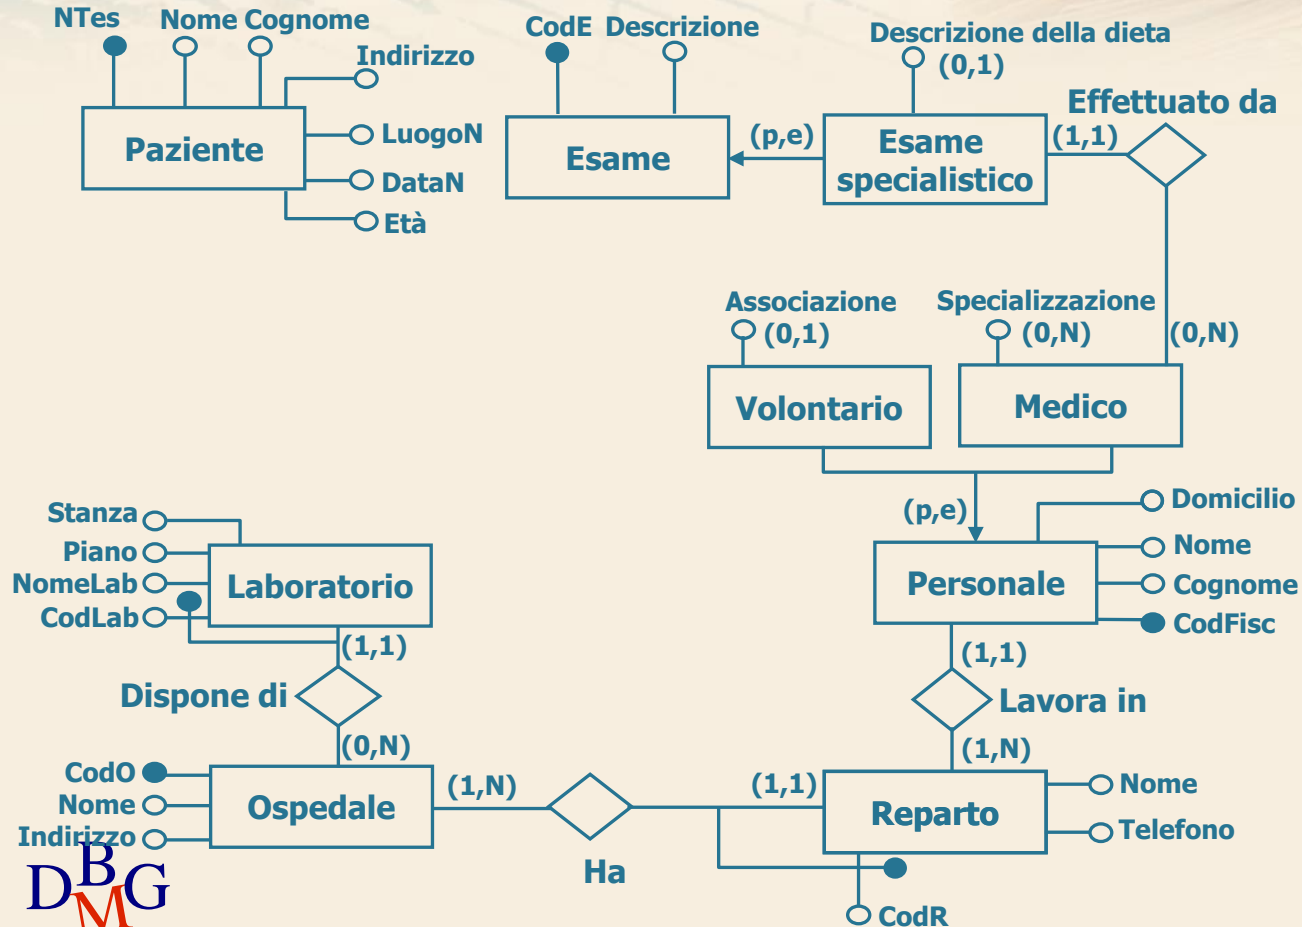 NTes
Nome Cognome
Indirizzo
Paziente
LuogoN
DataN
Età
CodE Descrizione
Esame
(p,e)
Descrizione della dieta
(0,1)
Esame
specialistico
(1,1)
Effettuato da
Associazione
(0,1)
Volontario
Specializzazione
(0,N)
(0,N)
Medico
(p,e)
Domicilio
Nome
Cognome
CodFisc
Personale
(1,1)
Lavora in
(1,N)
Stanza
Piano
NomeLab
CodLab
Laboratorio
(1,1)
Dispone di
(0,N)
CodO
Nome
Indirizzo
Ospedale
(1,N)
Ha
(1,1)
Reparto
Nome
Telefono
CodR
DBMG